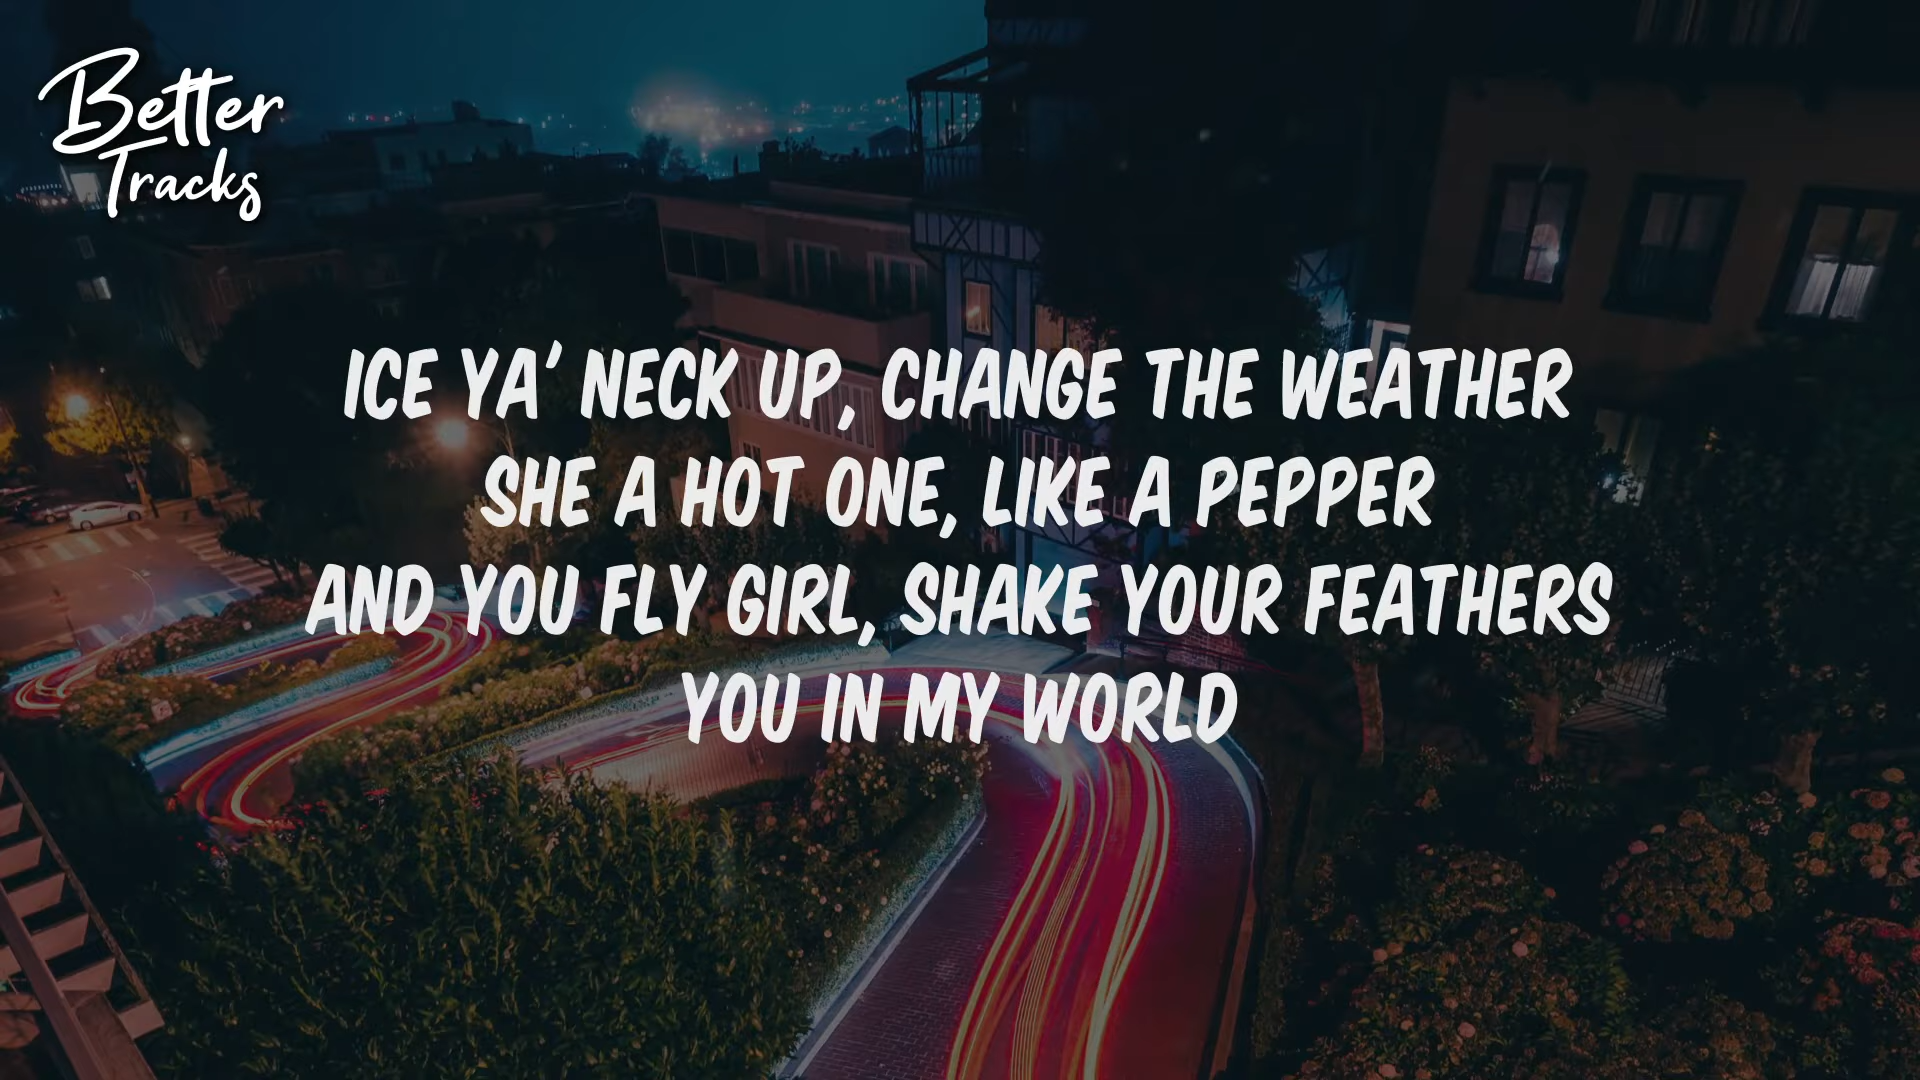 Better
Tracks
ICE YA' NECK UP, CHANGE THE WEATHER
SHE A HOT ONE, LIKE A PEPPER
AND YOU FLY GIRL, SHAKE YOUR FEATHERS
YOU IN MY WORLD